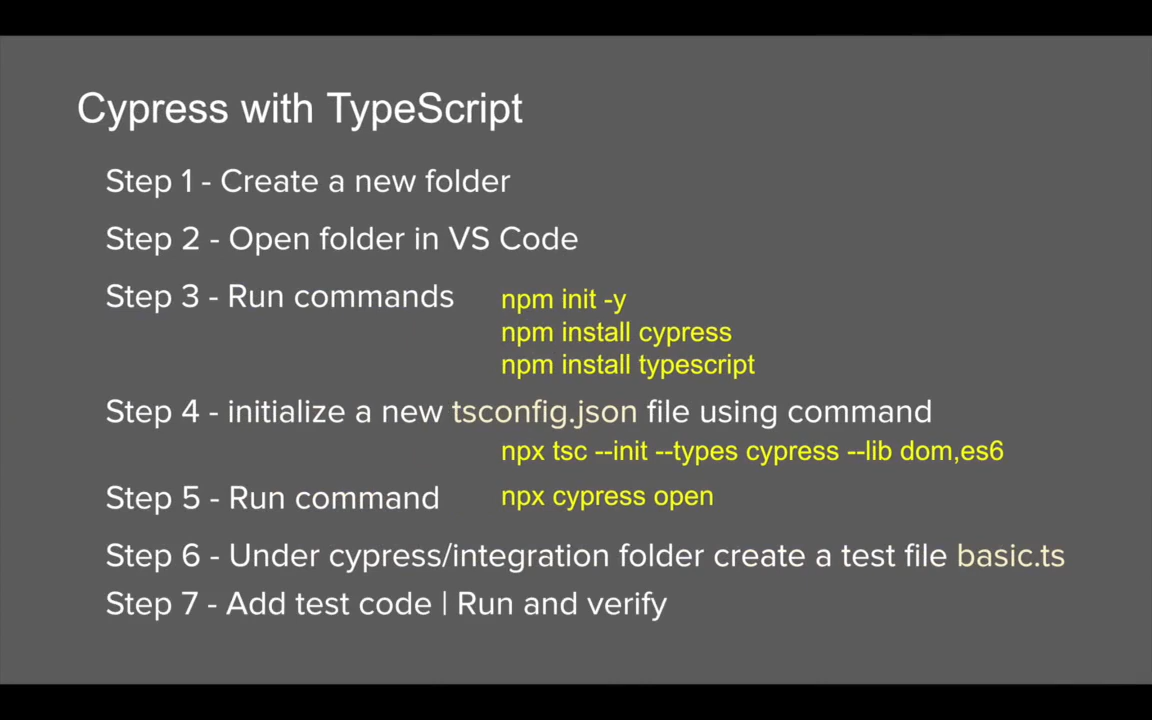 Cypress with TypeScript
Step 1 - Create a new folder
Step 2 - Open folder in VS Code
Step 3 - Run commands
npm init -y
npm install cypress
npm install typescript
Step 4 - initialize a new tsconfig.json file using command
npx tsc --init --types cypress --lib dom,es6
Step 5 - Run command
npx cypress open
Step 6 - Under cypress/integration folder create a test file basic.ts
Step 7 - Add test code | Run and verify